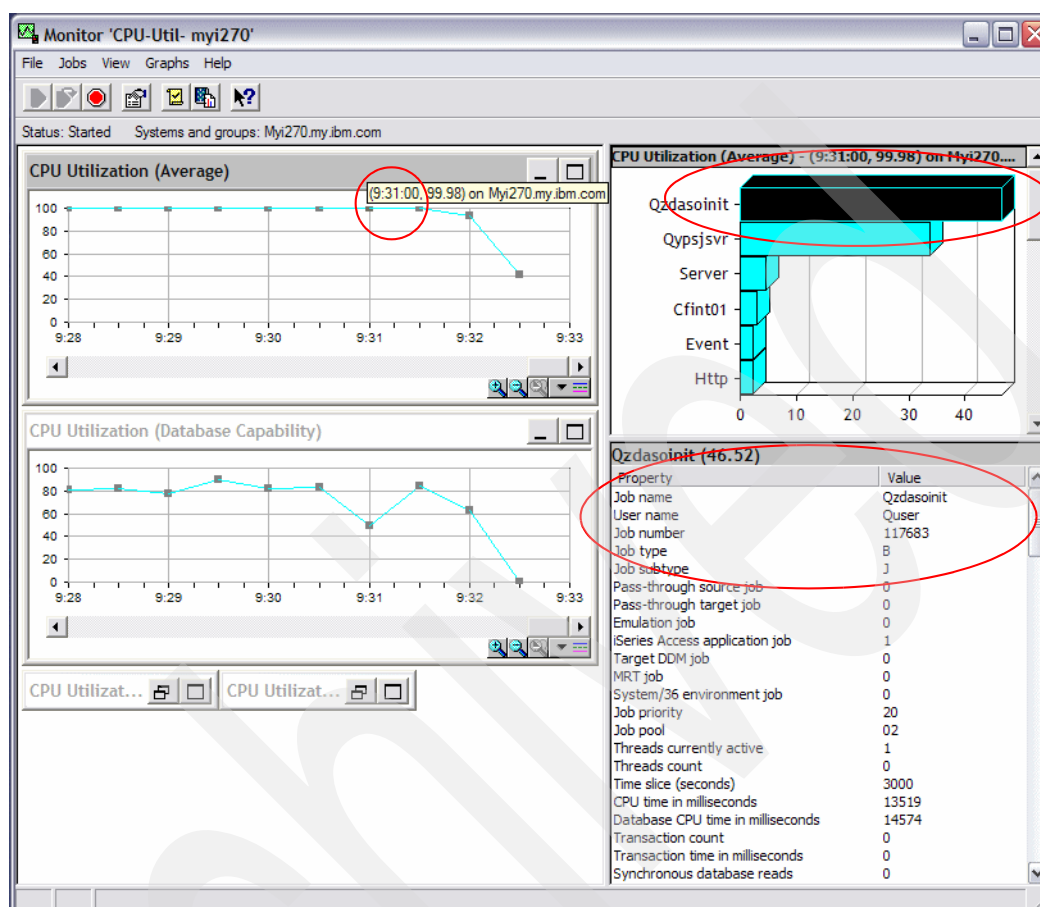 Monitor 'CPU-Util- myi270'
File Jobs View Graphs Help
Status: Started Systems and groups: Myi270.my.ibm.com
CPU Utilization (Average)
(9:31:00, 99.98) on Myi270.my.ibm.com
100
80
60
40
20
0
9:28 9:29 9:30 9:31 9:32 9:33
CPU Utilization (Database Capability)
100
80
60
40
20
0
9:28 9:29 9:30 9:31 9:32 9:33
CPU Utilizat... CPU Utilizat...
CPU Utilization (Average) - (9:31:00, 99.98) on Myi270....
Qzdasoinit
Qypsjsvr
Server
Cfint01
Event
Http
0 10 20 30 40
Qzdasoinit (46.52)
Property Value
Job name Qzdasoinit
User name Quser
Job number 117683
Job type B
Job subtype J
Pass-through source job 0
Pass-through target job 0
Emulation job 0
iSeries Access application job 1
Target DDM job 0
MRT job 0
System/36 environment job 0
Job priority 20
Job pool 02
Threads currently active 1
Threads count 0
Time slice (seconds) 3000
CPU time in milliseconds 13519
Database CPU time in milliseconds 14574
Transaction count 0
Transaction time in milliseconds 0
Synchronous database reads 0